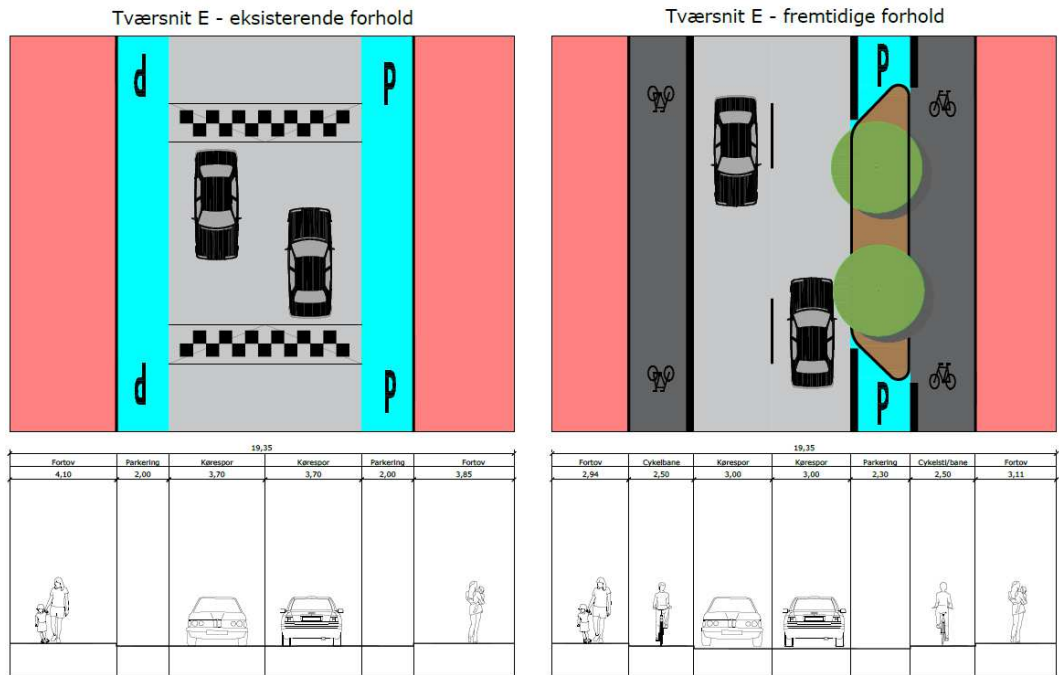 Tværsnit E - eksisterende forhold
P P
P P
19,35
Fortov Parkering Kørespor Kørespor Parkering Fortov
4,10 2,00 3,70 3,70 2,00 3,85
Tværsnit E - fremtidige forhold
P
P
19,35
Fortov Cykelbane Kørespor Kørespor Parkering Cykelsti/bane Fortov
2,94 2,50 3,00 3,00 2,30 2,50 3,11